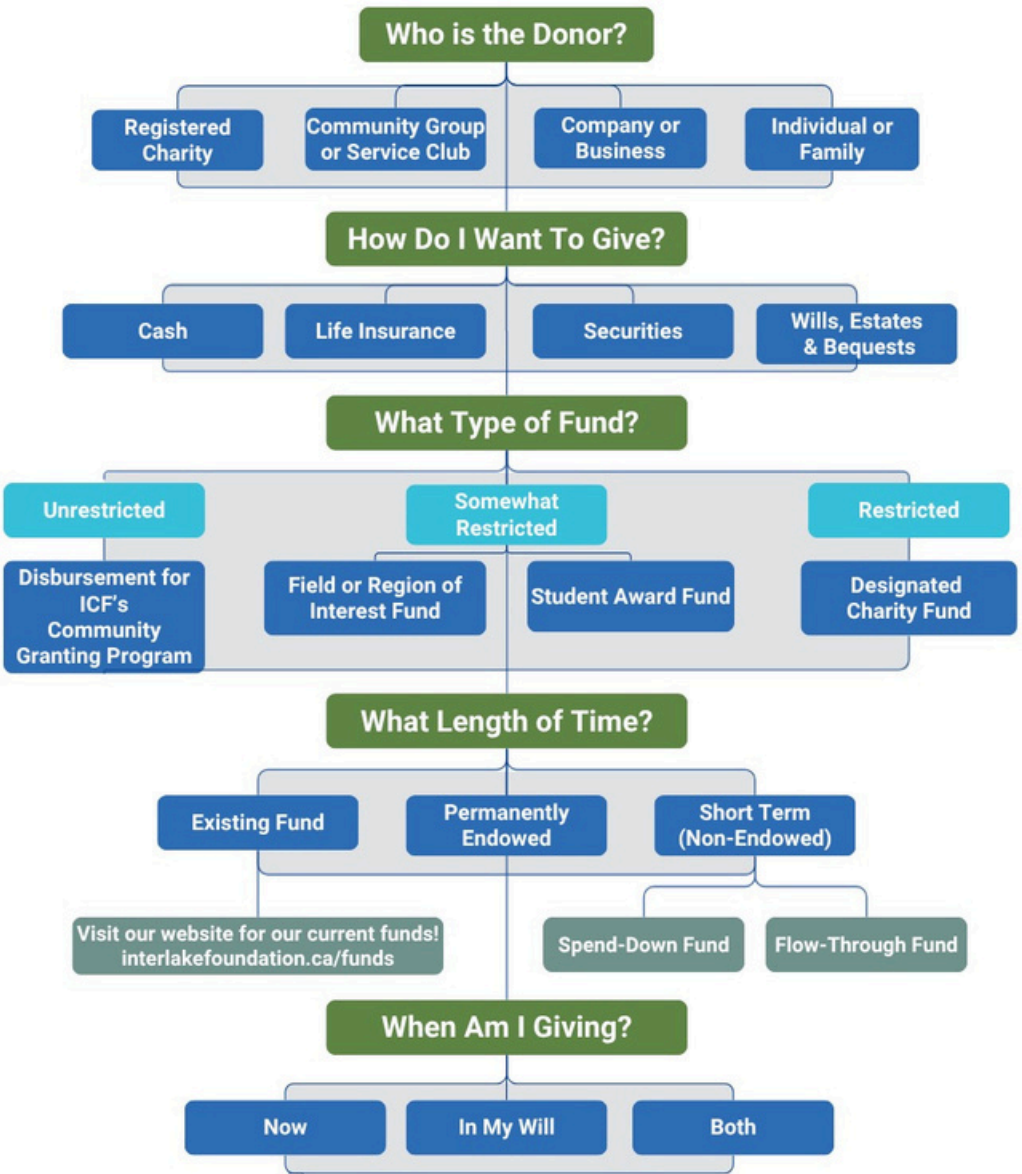 Who is the Donor?
Registered
Charity
Community Group
or Service Club
Company or
Business
Individual or
Family
How Do I Want To Give?
Cash
Life Insurance
Securities
Wills, Estates
& Bequests
What Type of Fund?
Unrestricted
Somewhat
Restricted
Restricted
Disbursement for
ICF's
Community
Granting Program
Field or Region of
Interest Fund
Student Award Fund
Designated
Charity Fund
What Length of Time?
Existing Fund
Permanently
Endowed
Short Term
(Non-Endowed)
Visit our website for our current funds!
interlakefoundation.ca/funds
Spend-Down Fund
Flow-Through Fund
When Am I Giving?
Now
In My Will
Both